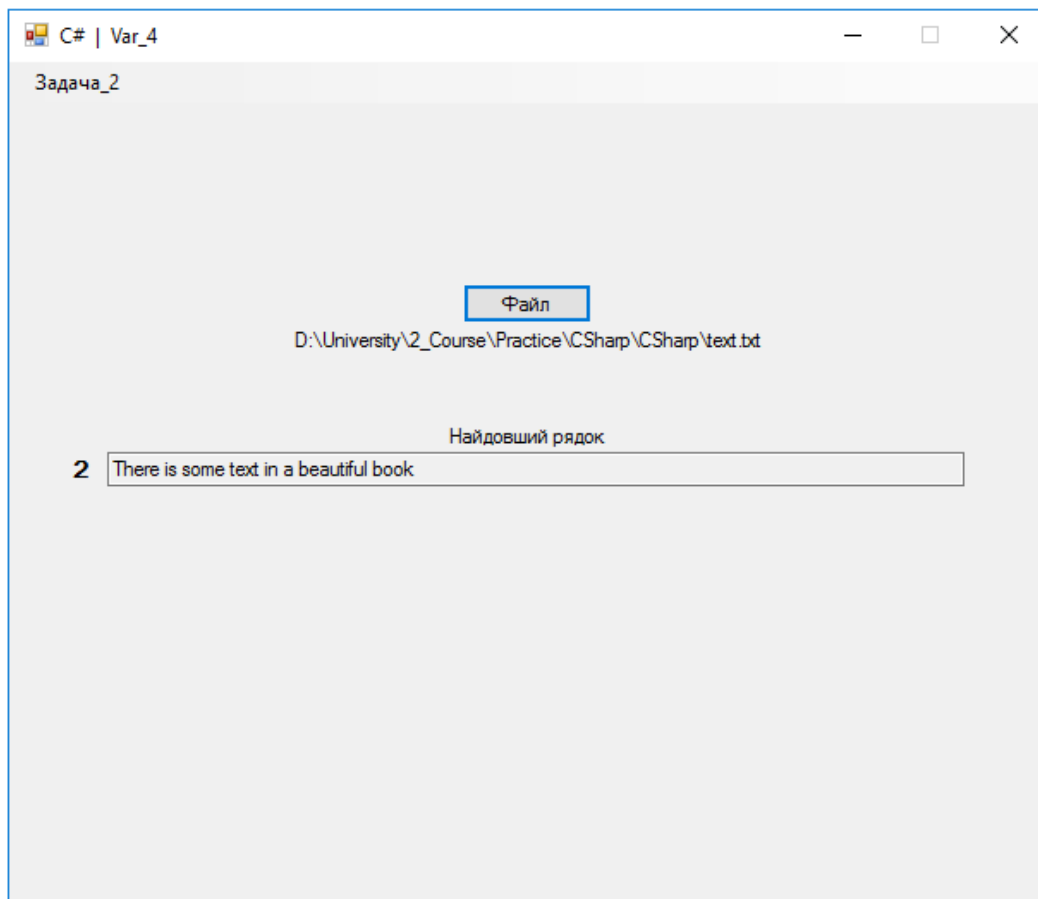 C# | Var_4
Задача_2
Файл
D:\University\2_Course\Practice\CSharp\CSharp\text.txt
Найдовший рядок
2 There is some text in a beautiful book